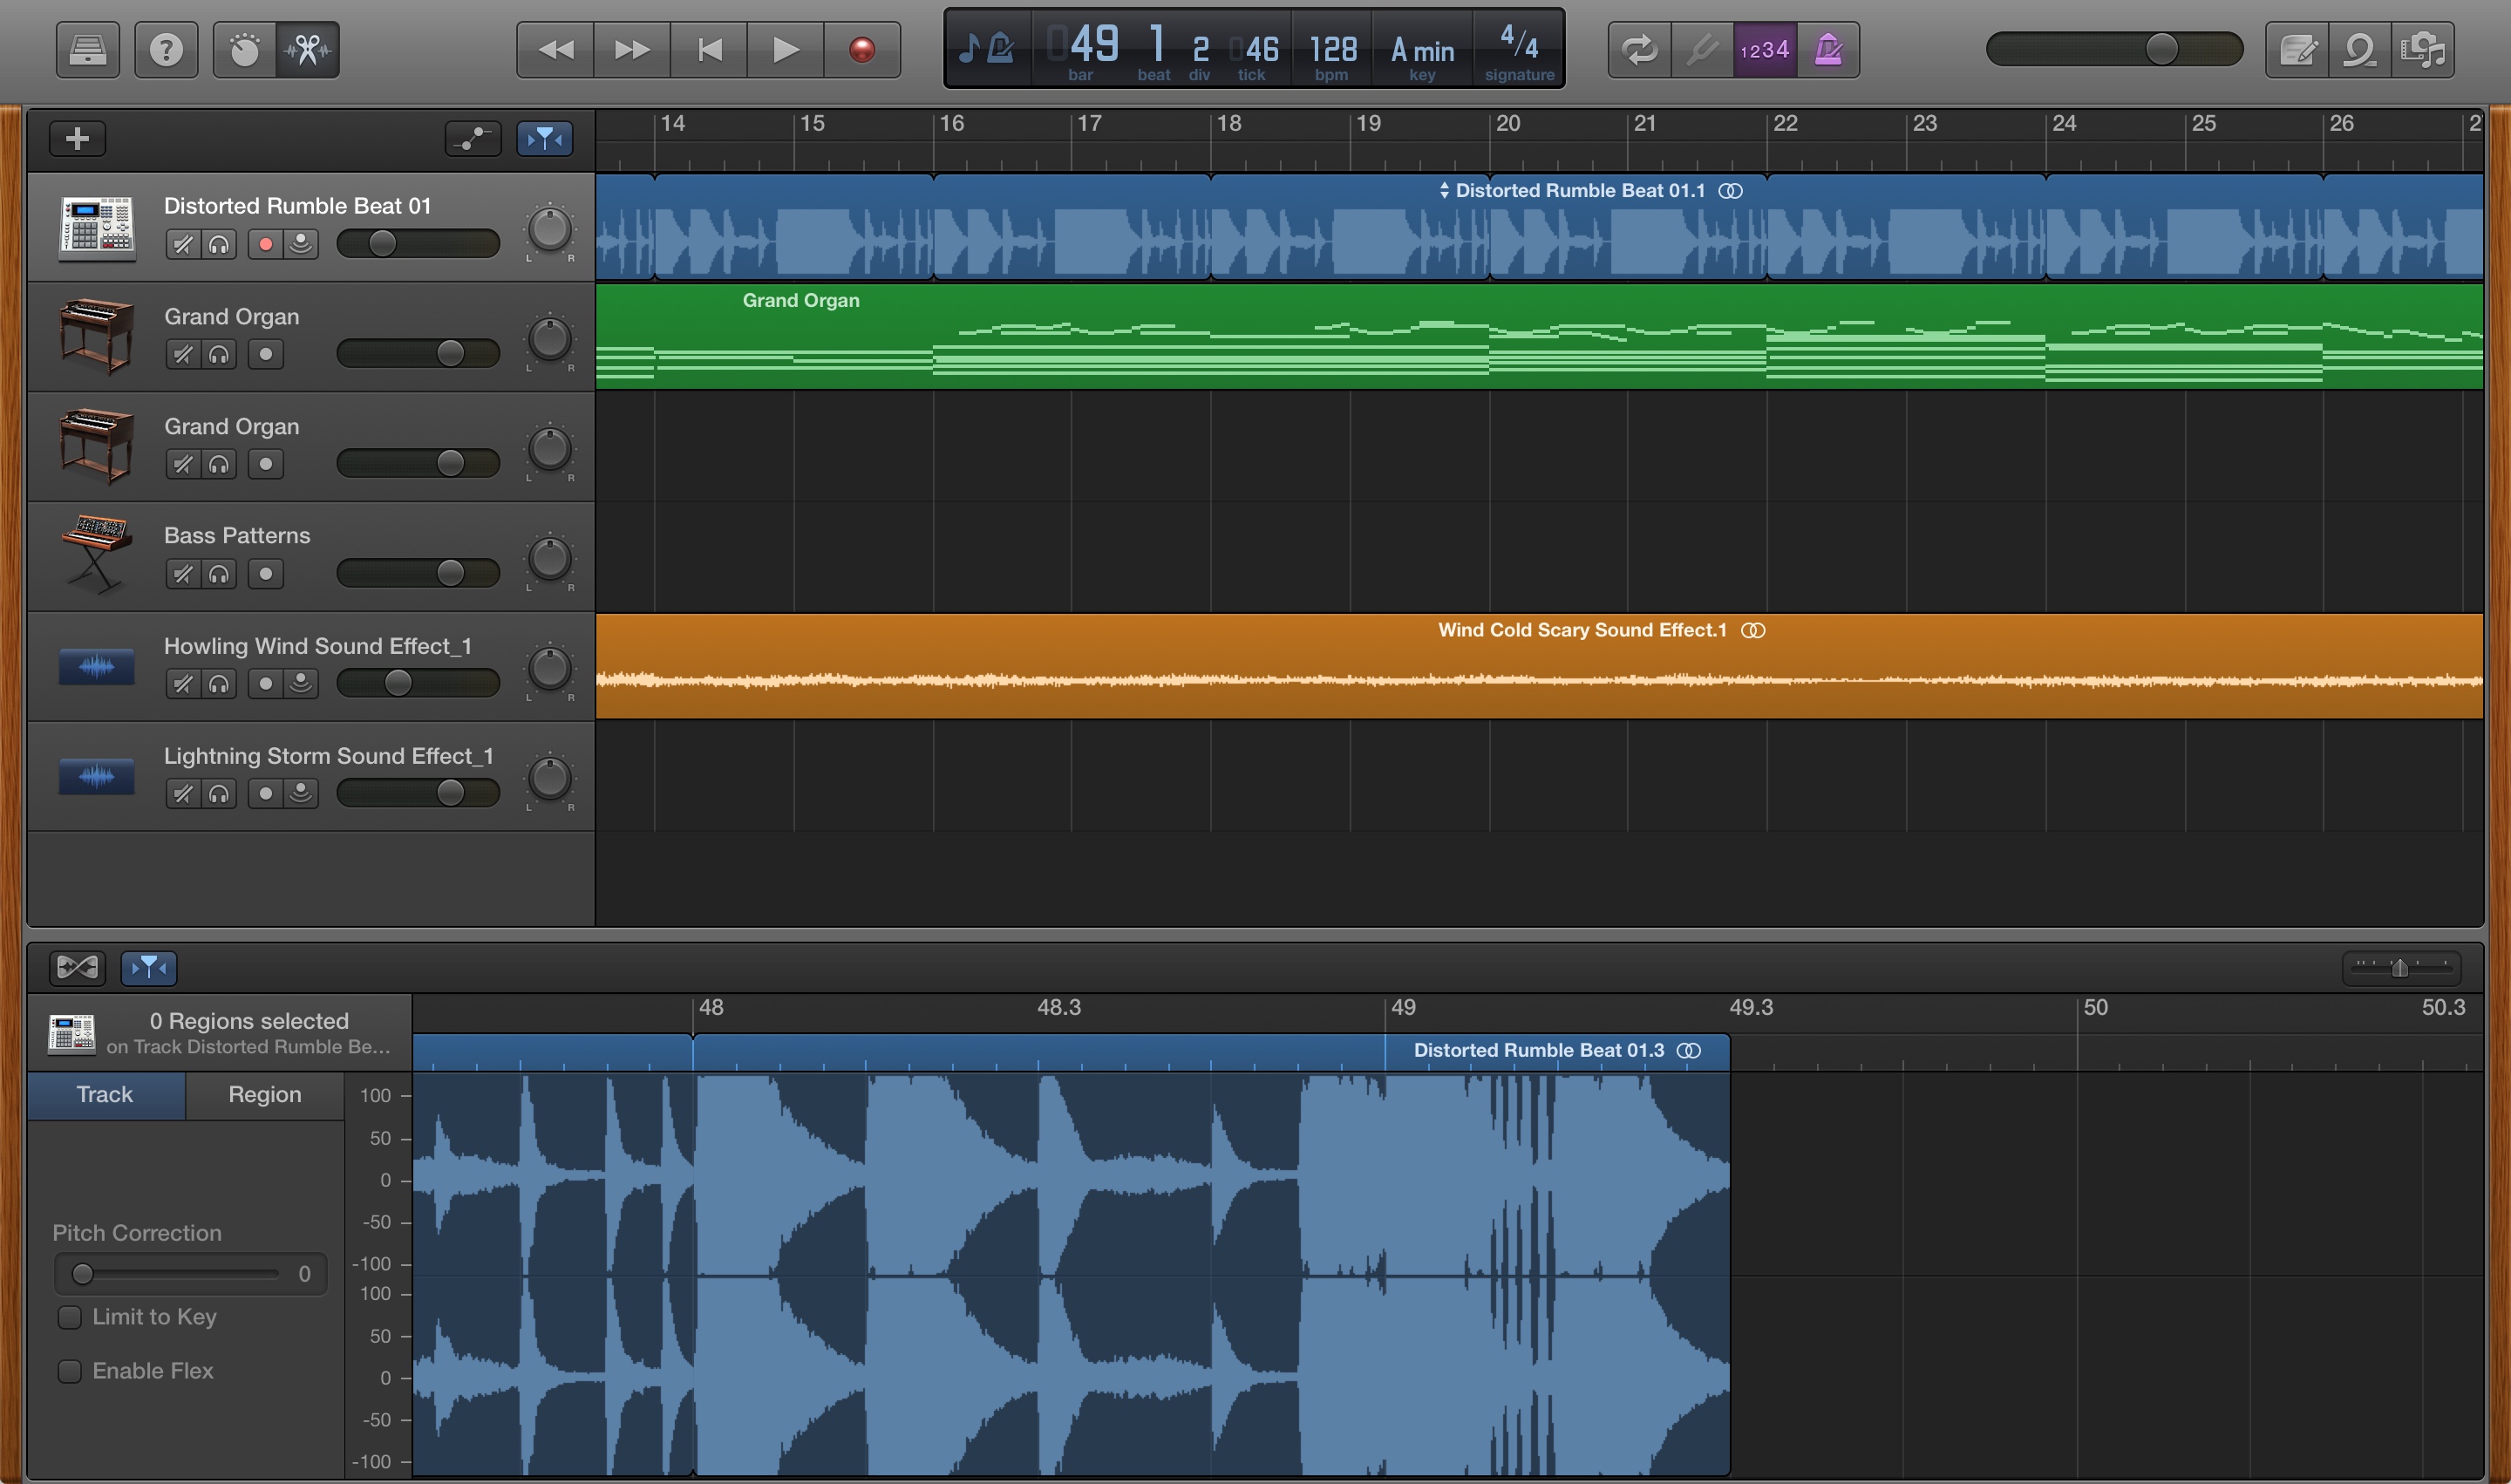 049 1 2 046 128 A min 4/4
bar beat div tick bpm key signature
1234
14 15 16 17 18 19 20 21 22 23 24 25 26 2
Distorted Rumble Beat 01
L R
Distorted Rumble Beat 01.1
Grand Organ
L R
Grand Organ
Grand Organ
L R
Bass Patterns
L R
Howling Wind Sound Effect_1
L R
Wind Cold Scary Sound Effect.1
Lightning Storm Sound Effect_1
L R
48 48.3 49 49.3 50 50.3
0 Regions selected
on Track Distorted Rumble Be...
Distorted Rumble Beat 01.3
Track Region
100
50
0
-50
-100
100
50
0
-50
-100
Pitch Correction
0
Limit to Key
Enable Flex